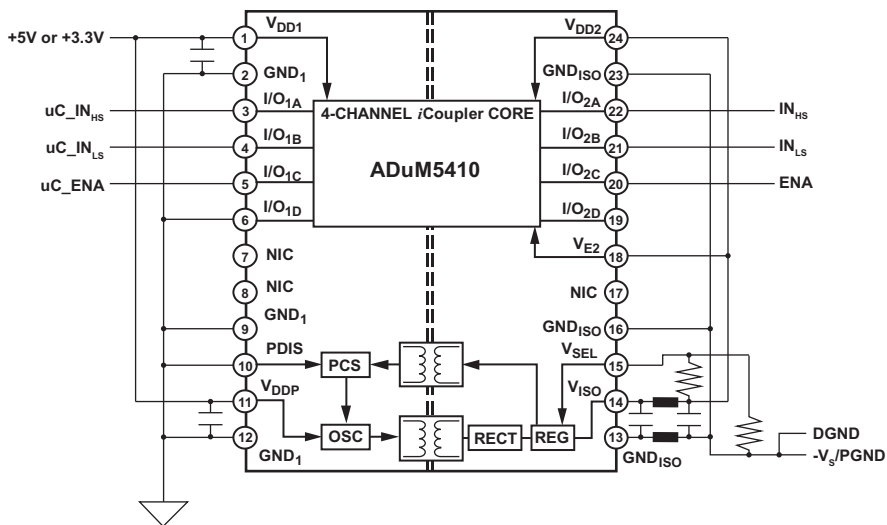 +5V or +3.3V
1 VDD1 VDD2 24
2 GND1 GNDISO 23
uC_INHS 3 I/O1A 4-CHANNEL iCoupler CORE I/O2A 22 INHS
uC_INLS 4 I/O1B I/O2B 21 INLS
ADuM5410
uC_ENA 5 I/O1C I/O2C 20 ENA
6 I/O1D I/O2D 19
7 NIC VE2 18
8 NIC NIC 17
9 GND1 GNDISO 16
10 PDIS PCS VSEL 15
11 VDDP VISO 14
12 GND1 OSC RECT REG GNDISO 13
DGND
-VS/PGND